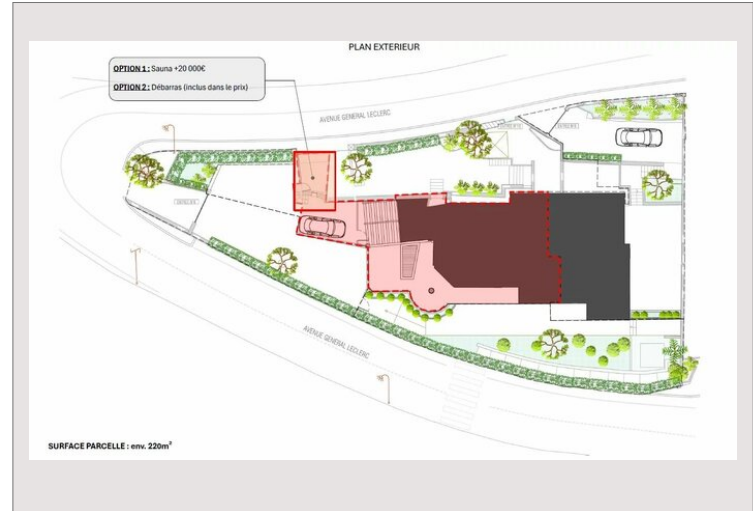 PLAN EXTERIEUR
OPTION 1 : Sauna +20 000€
OPTION 2 : Débarras (inclus dans le prix)
AVENUE GENERAL LECLERC
AVENUE GENERAL LECLERC
SURFACE PARCELLE : env. 220m²